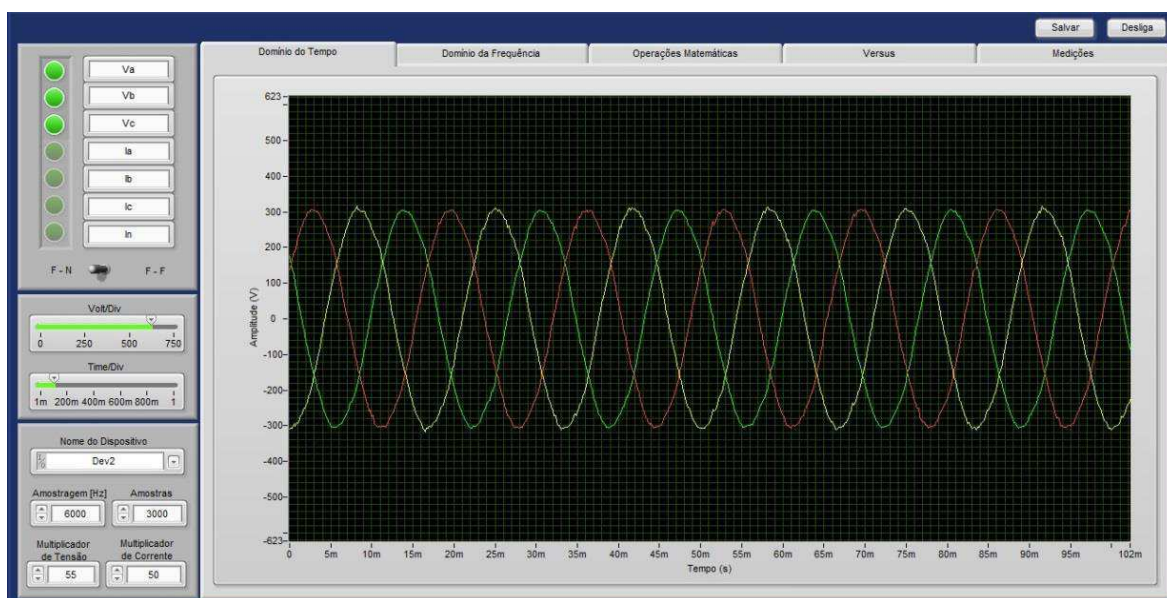 Salvar Desliga
Domínio do Tempo Domínio da Frequência Operações Matemáticas Versus Medições
Va
Vb
Vc
Ia
Ib
Ic
In
F - N F - F
Volt/Div
0 250 500 750
Time/Div
1m 200m 400m 600m 800m 1
Nome do Dispositivo
Dev2
Amostragem [Hz] Amostras
6000 3000
Multiplicador de Tensão
Multiplicador de Corrente
55 50
Amplitude (V)
623
500
400
300
200
100
0
-100
-200
-300
-400
-500
-623
0 5m 10m 15m 20m 25m 30m 35m 40m 45m 50m 55m 60m 65m 70m 75m 80m 85m 90m 95m 102m
Tempo (s)